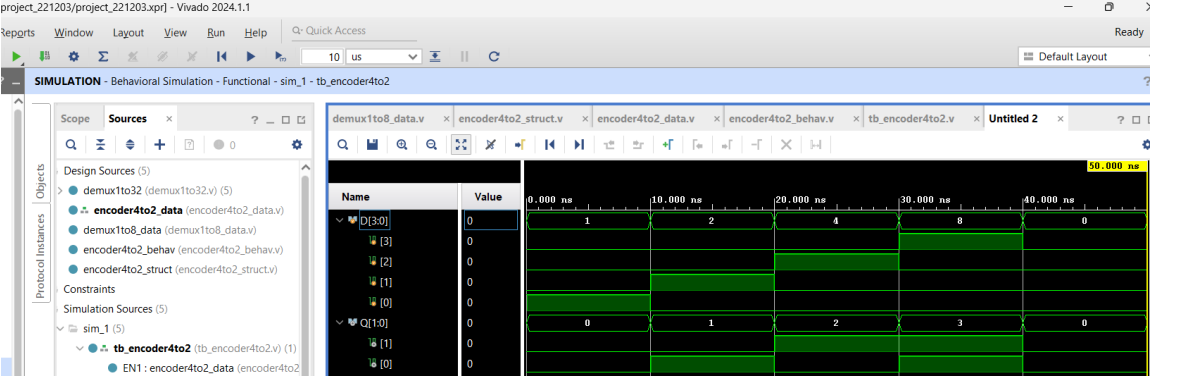 project_221203/project_221203.xpr] - Vivado 2024.1.1
Reports Window Layout View Run Help Quick Access Ready
10 us Default Layout
SIMULATION - Behavioral Simulation - Functional - sim_1 - tb_encoder4to2
Scope Sources
demux1to8_data.v encoder4to2_struct.v encoder4to2_data.v encoder4to2_behav.v tb_encoder4to2.v Untitled 2
0
Objects
Protocol Instances
Design Sources (5)
demux1to32 (demux1to32.v) (5)
encoder4to2_data (encoder4to2_data.v)
demux1to8_data (demux1to8_data.v)
encoder4to2_behav (encoder4to2_behav.v)
encoder4to2_struct (encoder4to2_struct.v)
Constraints
Simulation Sources (5)
sim_1 (5)
tb_encoder4to2 (tb_encoder4to2.v) (1)
EN1 : encoder4to2_data (encoder4to2
50.000 ns
Name Value 0.000 ns 10.000 ns 20.000 ns 30.000 ns 40.000 ns
D[3:0] 0 1 2 4 8 0
[3] 0
[2] 0
[1] 0
[0] 0
Q[1:0] 0 0 1 2 3 0
[1] 0
[0] 0